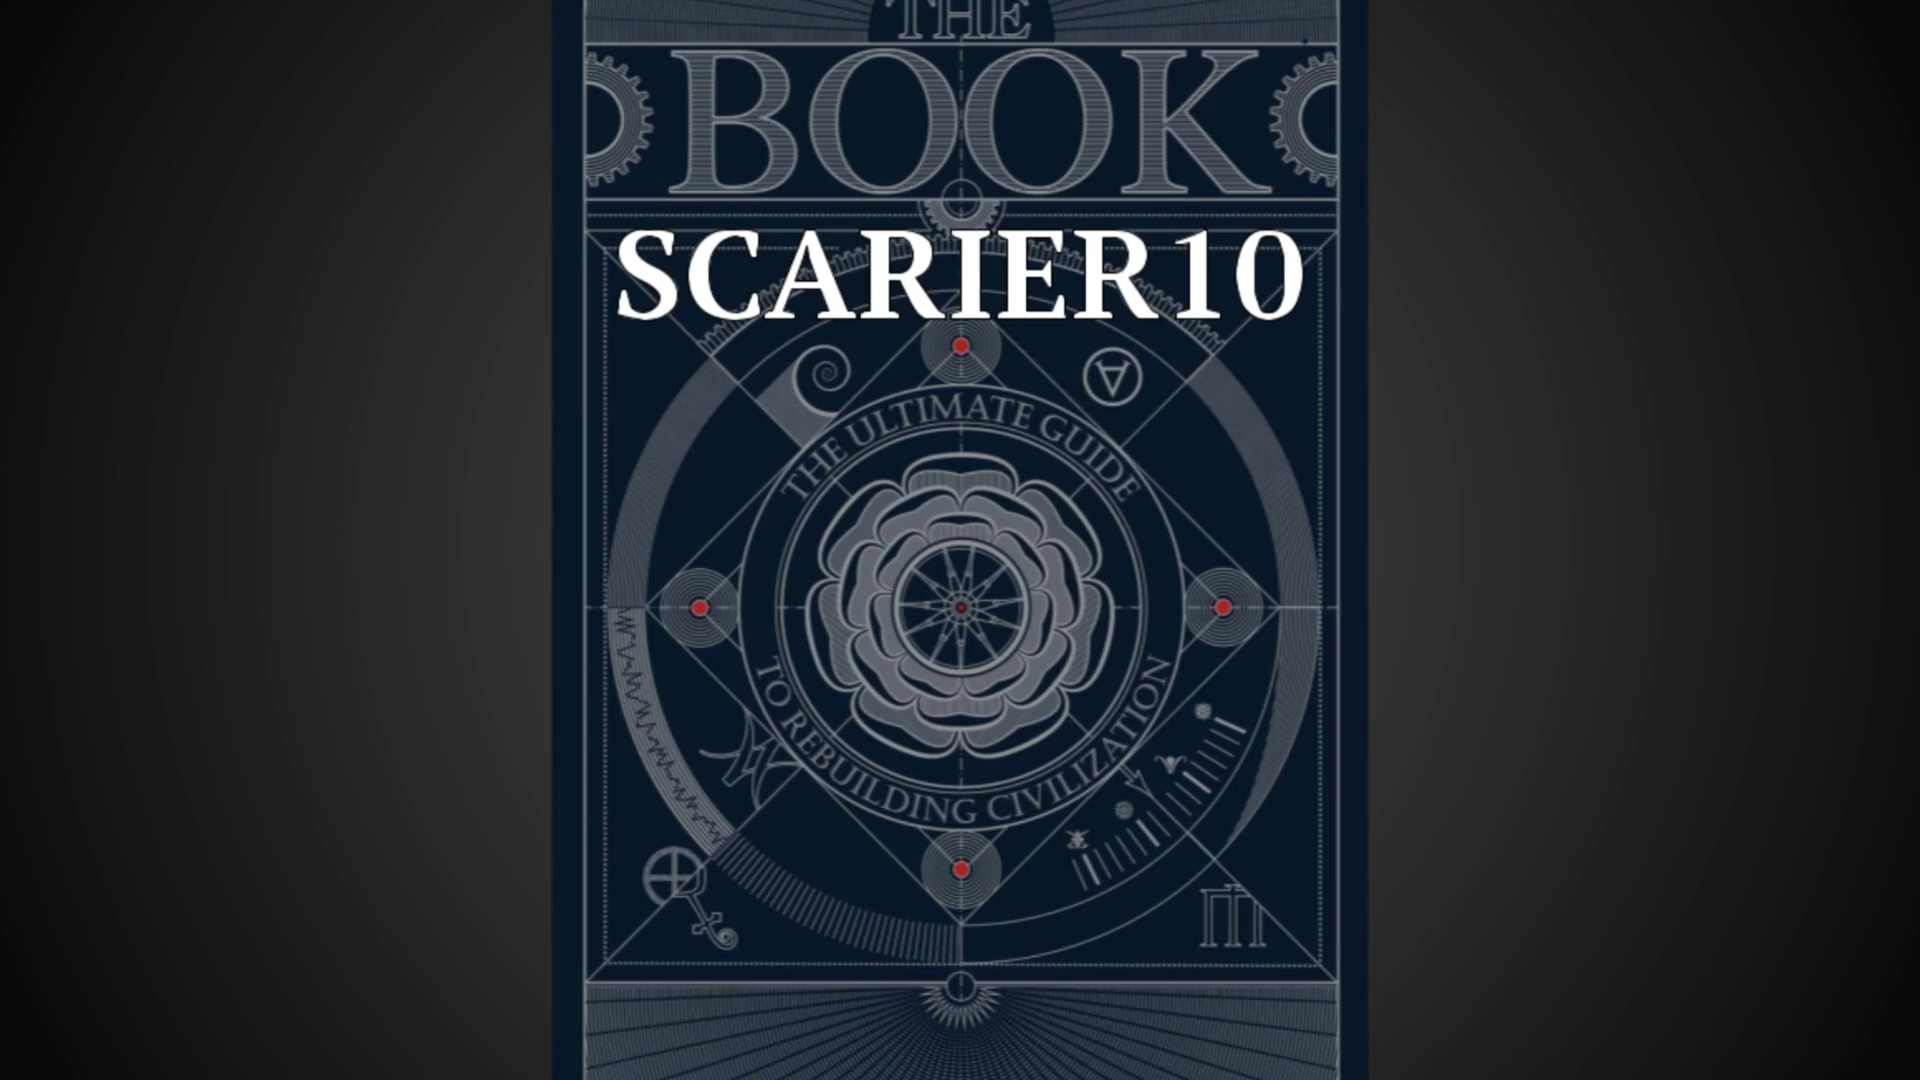 THE
BOOK
SCARIER10
THE ULTIMATE GUIDE
TO REBUILDING CIVILIZATION